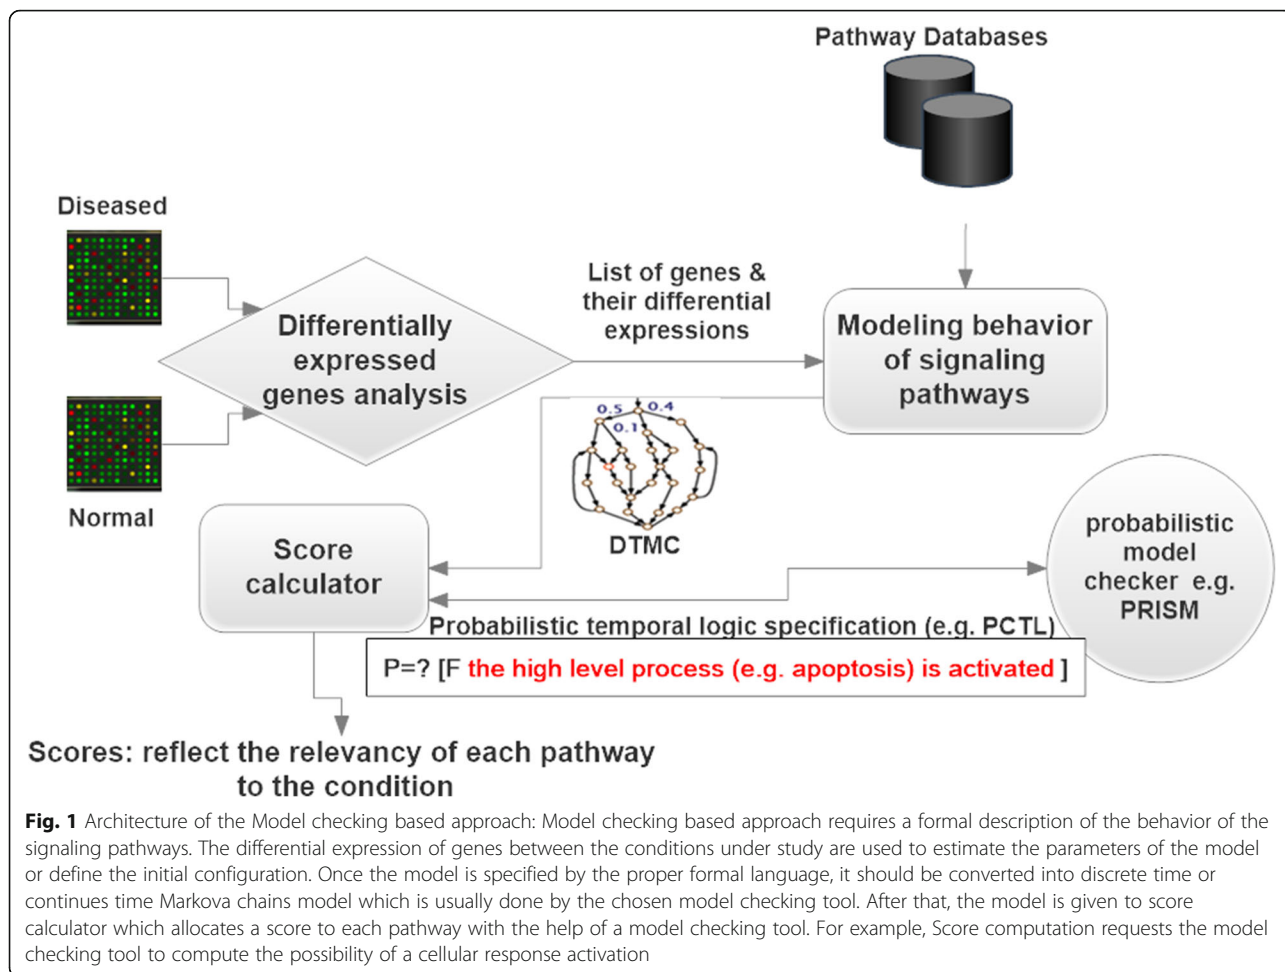 Pathway Databases
Diseased
List of genes &
their differential
expressions
Differentially
expressed
genes analysis
Modeling behavior
of signaling
pathways
0.5
0.4
0.1
Normal
DTMC
Score
calculator
probabilistic
model
checker e.g.
PRISM
Probabilistic temporal logic specification (e.g. PCTL)
P=? [F the high level process (e.g. apoptosis) is activated ]
Scores: reflect the relevancy of each pathway
to the condition
Fig. 1 Architecture of the Model checking based approach: Model checking based approach requires a formal description of the behavior of the
signaling pathways. The differential expression of genes between the conditions under study are used to estimate the parameters of the model
or define the initial configuration. Once the model is specified by the proper formal language, it should be converted into discrete time or
continues time Markova chains model which is usually done by the chosen model checking tool. After that, the model is given to score
calculator which allocates a score to each pathway with the help of a model checking tool. For example, Score computation requests the model
checking tool to compute the possibility of a cellular response activation